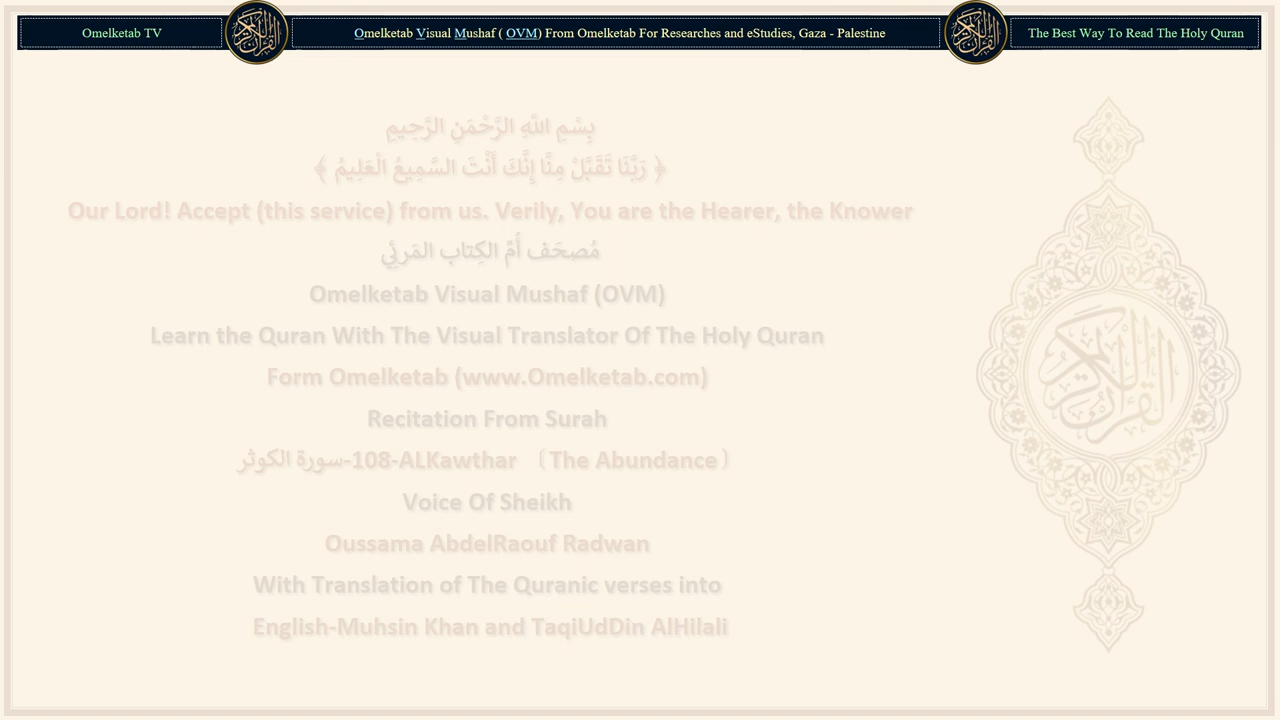 Omelketab TV
Omelketab Visual Mushaf ( OVM) From Omelketab For Researches and eStudies, Gaza - Palestine
The Best Way To Read The Holy Quran
بِسْمِ اللَّهِ الرَّحْمَنِ الرَّحِيمِ
﴿ رَبَّنَا تَقَبَّلْ مِنَّا إِنَّكَ أَنْتَ السَّمِيعُ الْعَلِيمُ ﴾
Our Lord! Accept (this service) from us. Verily, You are the Hearer, the Knower
مُصحَف أُمِّ الكِتاب المَرئِي
Omelketab Visual Mushaf (OVM)
Learn the Quran With The Visual Translator Of The Holy Quran
Form Omelketab (www.Omelketab.com)
Recitation From Surah
سورة الكوثر-108-ALKawthar （The Abundance）
Voice Of Sheikh
Oussama AbdelRaouf Radwan
With Translation of The Quranic verses into
English-Muhsin Khan and TaqiUdDin AlHilali
القرآن الكريم